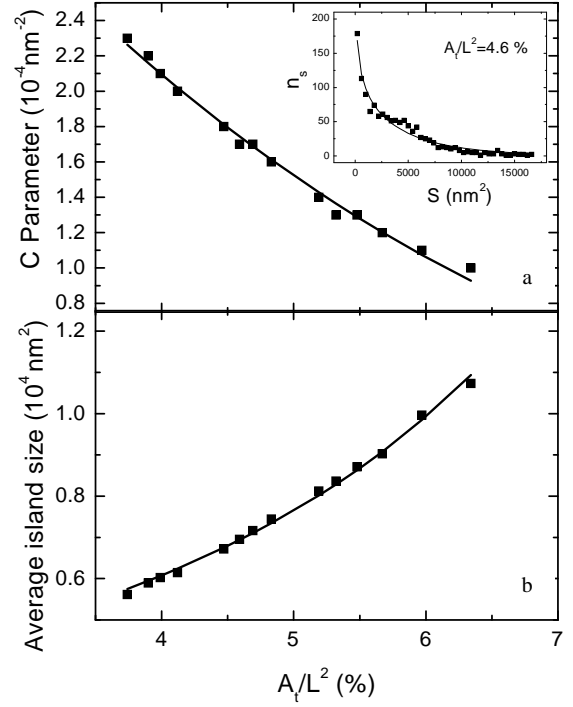 C Parameter (10⁻⁴nm⁻²)
2.4
2.2
2.0
1.8
1.6
1.4
1.2
1.0
0.8
a
nₛ
200
150
100
50
0
0 5000 10000 15000
S (nm²)
Aₜ/L²=4.6 %
Average island size (10⁴ nm²)
1.2
1.0
0.8
0.6
b
4 5 6 7
Aₜ/L² (%)